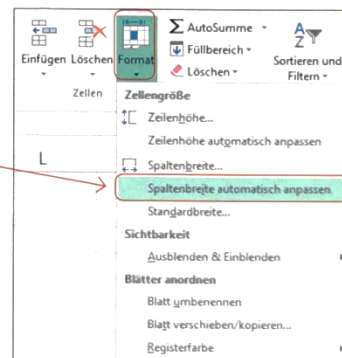 Einfügen Löschen Format
Zellen
AutoSumme
Füllbereich
Löschen
Sortieren und
Filtern
A
Z
L
Zellengröße
Zeilenhöhe...
Zeilenhöhe automatisch anpassen
Spaltenbreite...
Spaltenbreite automatisch anpassen
Standardbreite...
Sichtbarkeit
Ausblenden & Einblenden
Blätter anordnen
Blatt umbenennen
Blatt verschieben/kopieren...
Registerfarbe